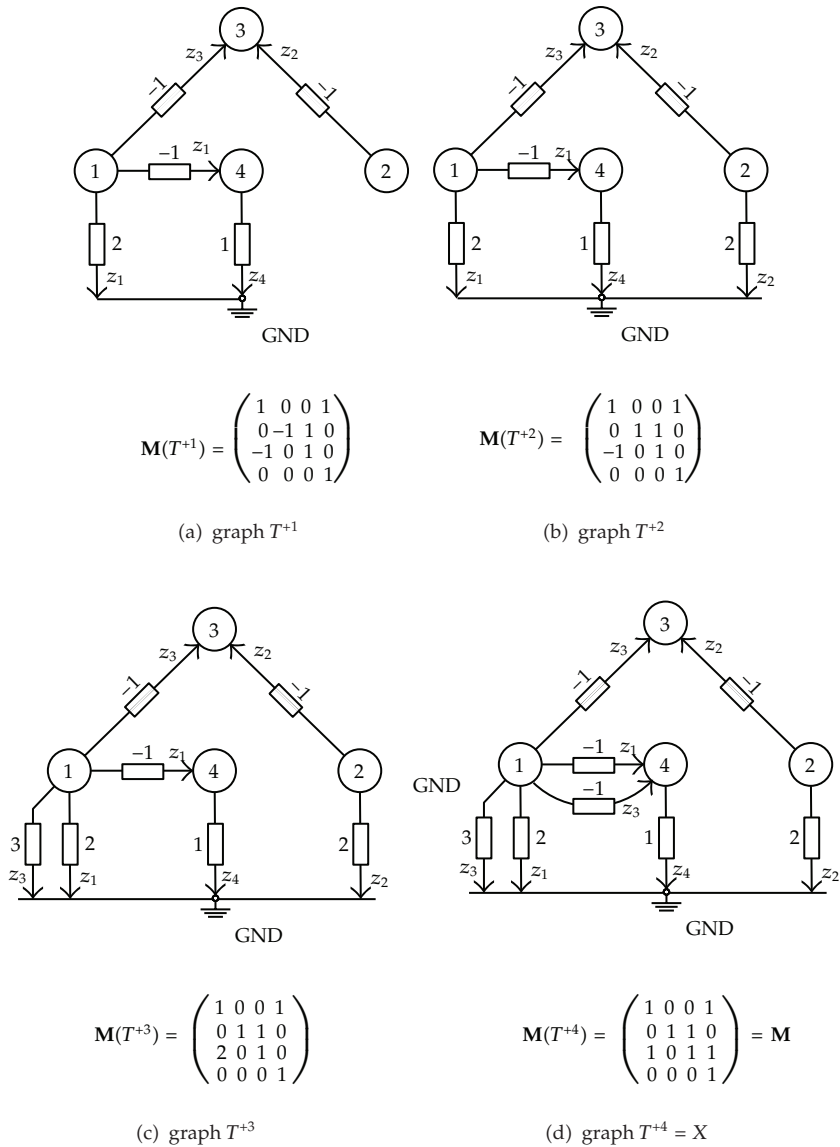 3
z₃ z₂
−1 −1
−1 z₁
1 4 2
2 1
z₁ z₄
GND
M(T⁺¹) = ( 1 0 0 1
0 −1 1 0
−1 0 1 0
0 0 0 1 )
(a) graph T⁺¹
3
z₃ z₂
−1 −1
−1 z₁
1 4 2
2 1 2
z₁ z₄ z₂
GND
M(T⁺²) = ( 1 0 0 1
0 1 1 0
−1 0 1 0
0 0 0 1 )
(b) graph T⁺²
3
z₃ z₂
−1 −1
−1 z₁
1 4 2
3 2 1 2
z₃ z₁ z₄ z₂
GND
M(T⁺³) = ( 1 0 0 1
0 1 1 0
2 0 1 0
0 0 0 1 )
(c) graph T⁺³
3
z₃ z₂
−1 −1
−1 z₁
1 4 2
GND
−1 z₃
3 2 1 2
z₃ z₁ z₄ z₂
GND
M(T⁺⁴) = ( 1 0 0 1
0 1 1 0
1 0 1 1
0 0 0 1 ) = M
(d) graph T⁺⁴ = X